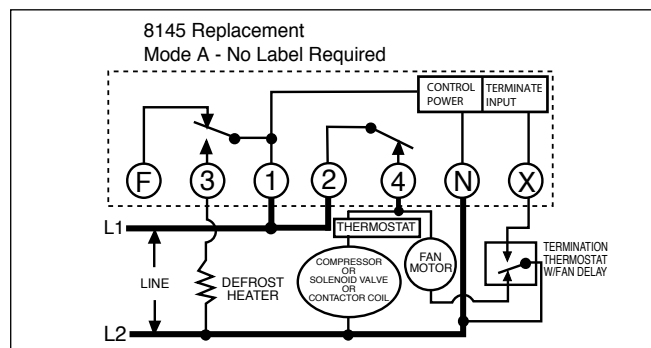 8145 Replacement
Mode A - No Label Required
CONTROL
POWER
TERMINATE
INPUT
F
3
1
2
4
N
X
L1
THERMOSTAT
LINE
DEFROST
HEATER
COMPRESSOR
OR
SOLENOID VALVE
OR
CONTACTOR COIL
FAN
MOTOR
TERMINATION
THERMOSTAT
W/FAN DELAY
L2